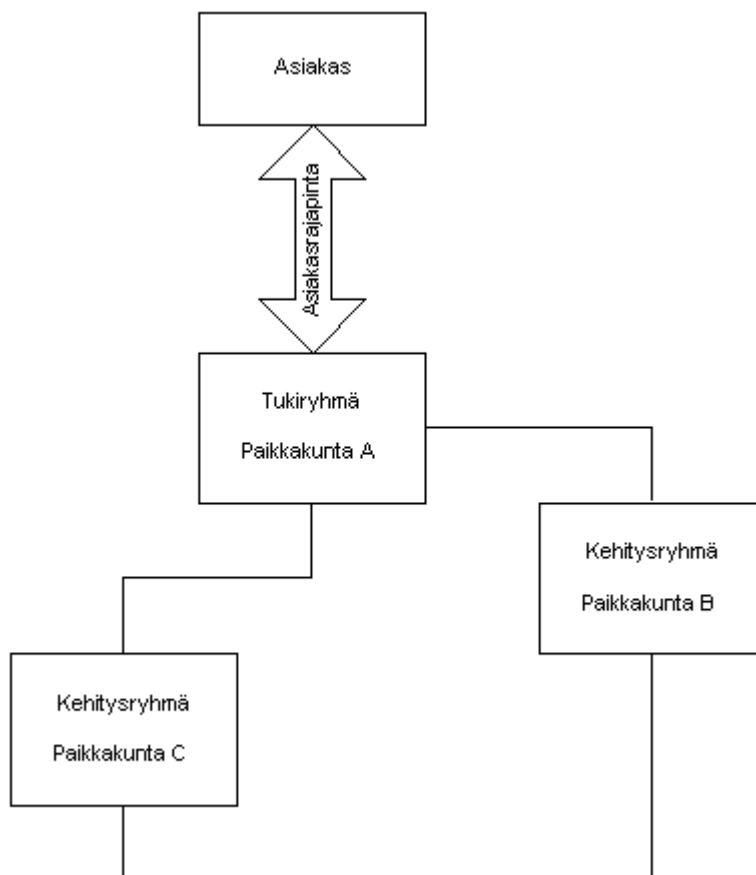 Asiakas
Asiakasrajapinta
Tukiryhmä
Paikkakunta A
Kehitysryhmä
Paikkakunta B
Kehitysryhmä
Paikkakunta C